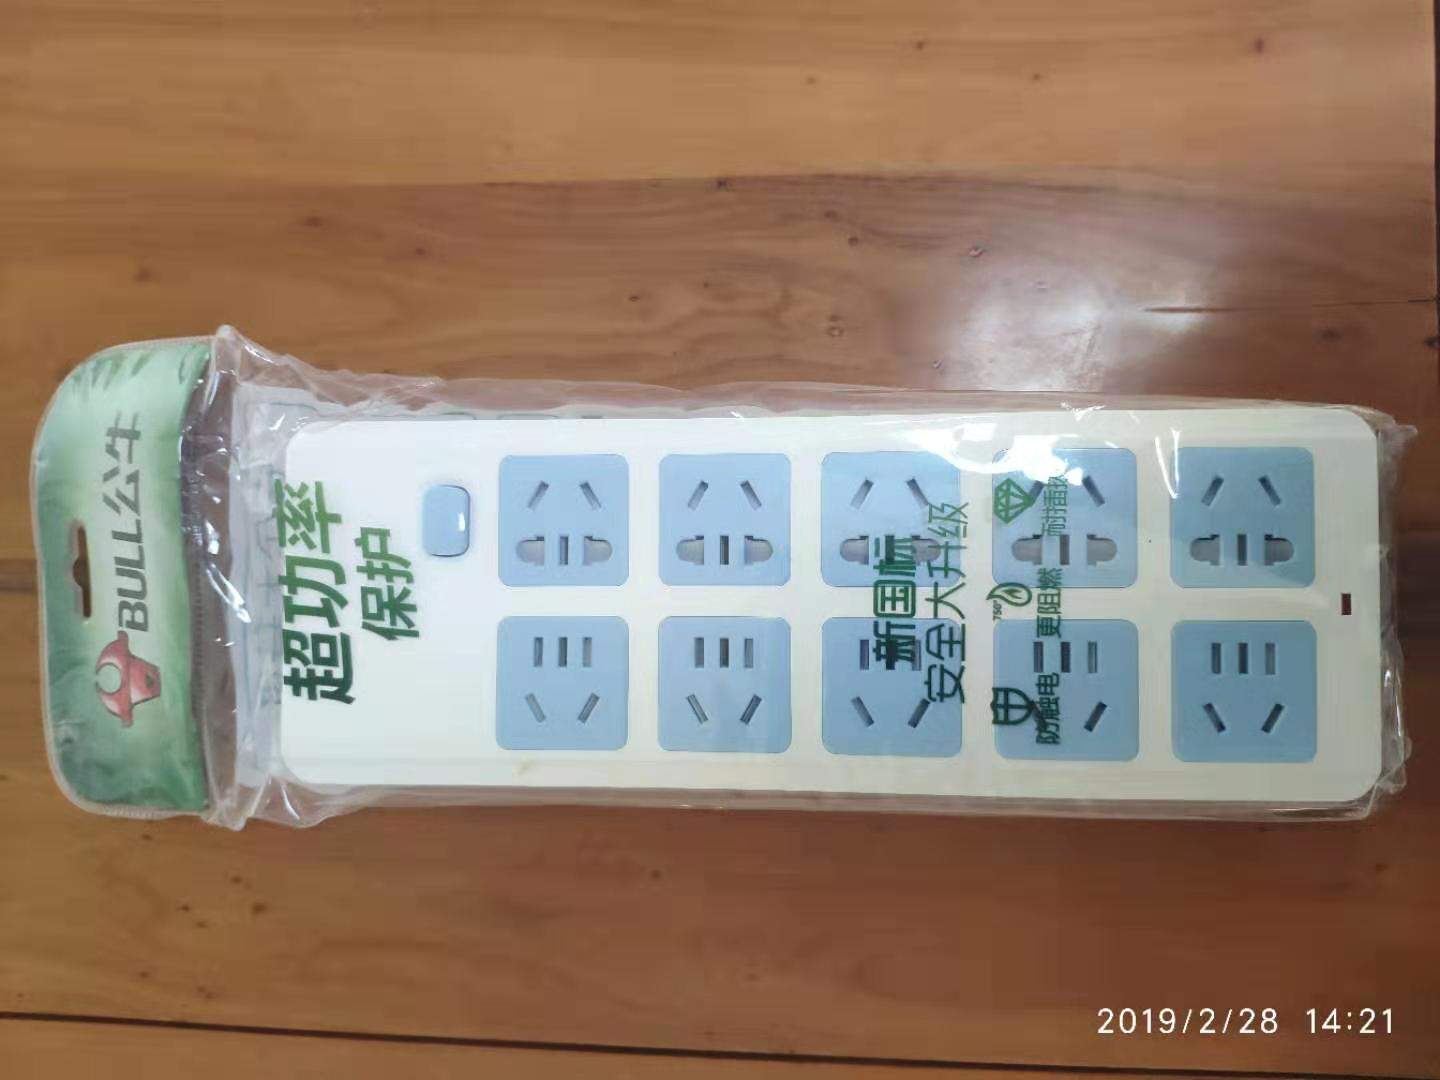 BULL公牛
超功率
保护
新国标
安全大升级
750°
防触电 更阻燃 耐插拔
2019/2/28 14:21